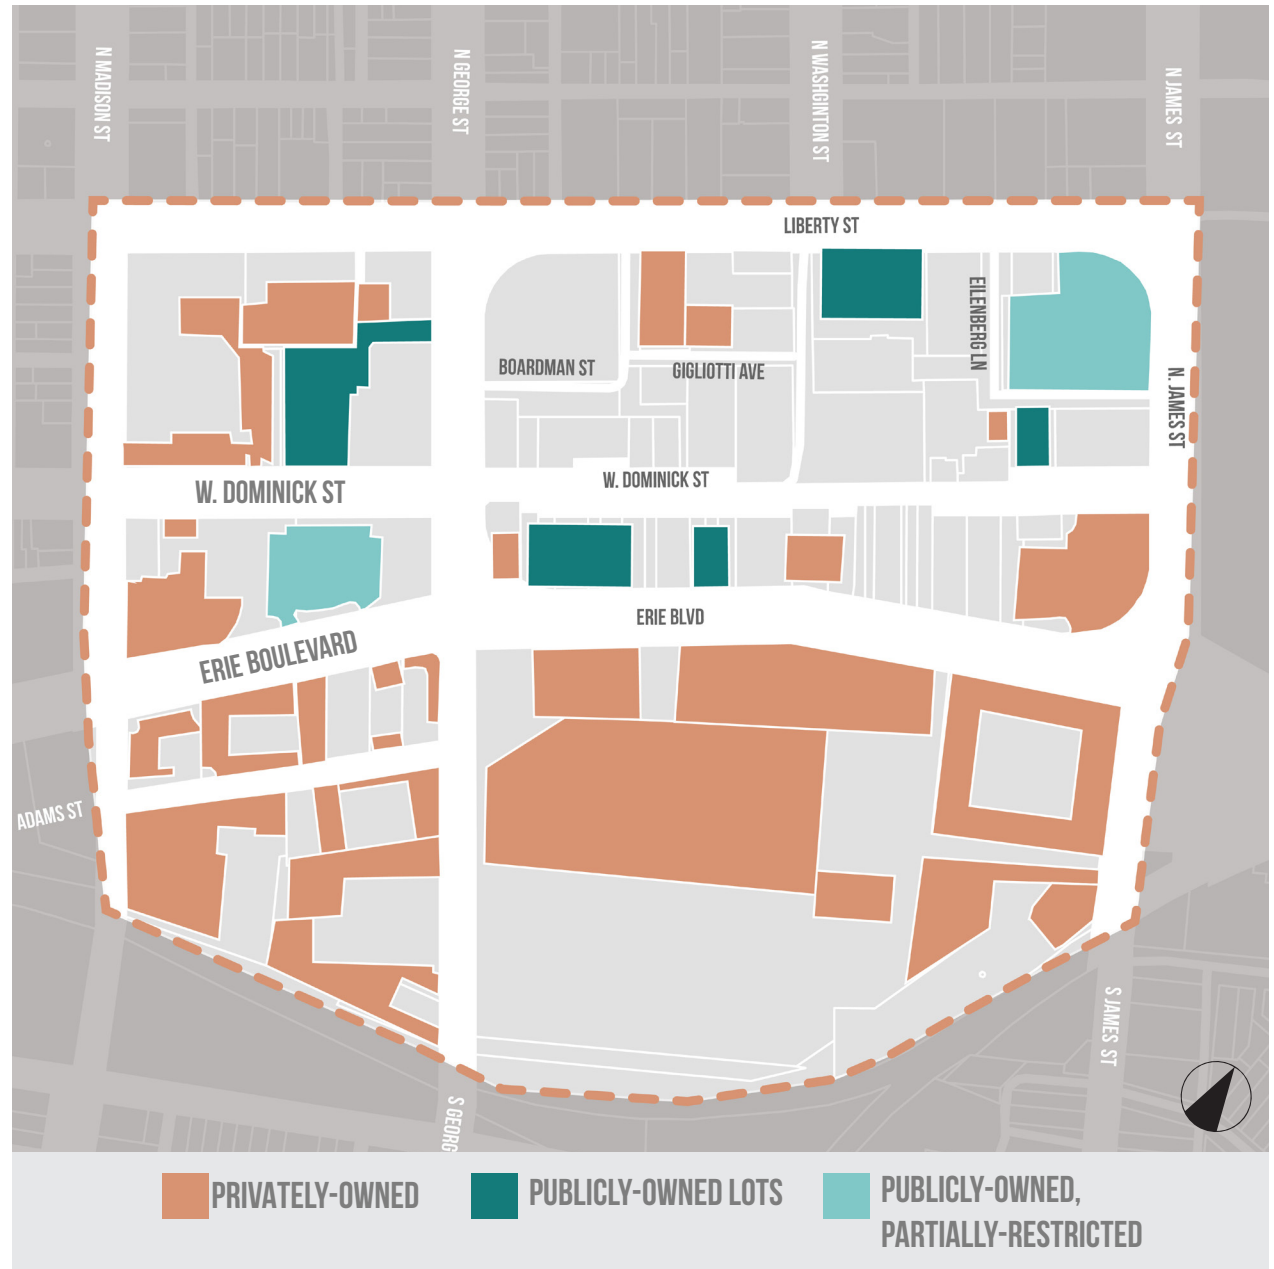 N MADISON ST
N GEORGE ST
N WASHGINTON ST
N JAMES ST
LIBERTY ST
EILENBERG LN
BOARDMAN ST
GIGLIOTTI AVE
N. JAMES ST
W. DOMINICK ST
W. DOMINICK ST
ERIE BLVD
ERIE BOULEVARD
ADAMS ST
S JAMES ST
S GEORG
PRIVATELY-OWNED
PUBLICLY-OWNED LOTS
PUBLICLY-OWNED,
PARTIALLY-RESTRICTED